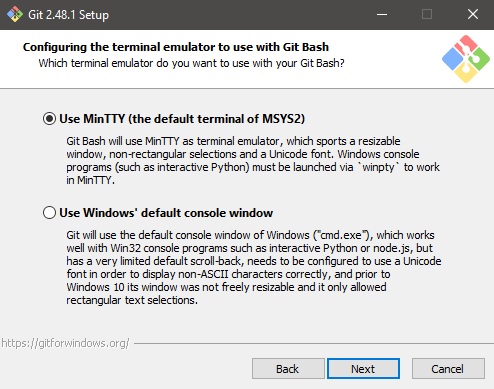 Git 2.48.1 Setup
Configuring the terminal emulator to use with Git Bash
Which terminal emulator do you want to use with your Git Bash?
Use MinTTY (the default terminal of MSYS2)
Git Bash will use MinTTY as terminal emulator, which sports a resizable
window, non-rectangular selections and a Unicode font. Windows console
programs (such as interactive Python) must be launched via `winpty` to work
in MinTTY.
Use Windows' default console window
Git will use the default console window of Windows ("cmd.exe"), which works
well with Win32 console programs such as interactive Python or node.js, but
has a very limited default scroll-back, needs to be configured to use a Unicode
font in order to display non-ASCII characters correctly, and prior to
Windows 10 its window was not freely resizable and it only allowed
rectangular text selections.
https://gitforwindows.org/
Back
Next
Cancel